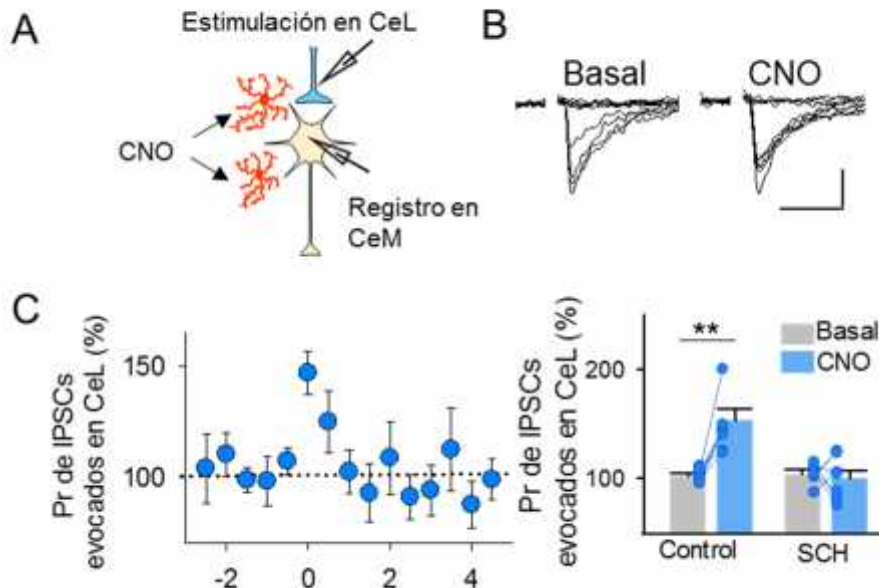 A
Estimulación en CeL
CNO
Registro en
CeM
B
Basal
CNO
C
Pr de IPSCs
evocados en CeL (%)
150
100
-2
0
2
4
Pr de IPSCs
evocados en CeL (%)
200
100
**
Basal
CNO
Control
SCH